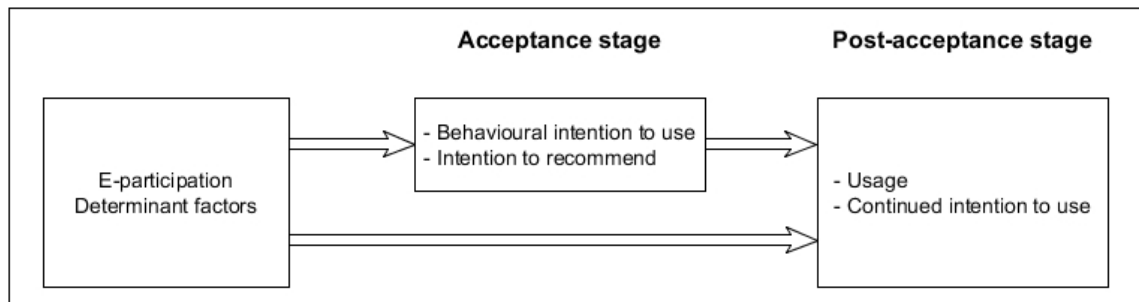 Acceptance stage
Post-acceptance stage
E-participation
Determinant factors
- Behavioural intention to use
- Intention to recommend
- Usage
- Continued intention to use